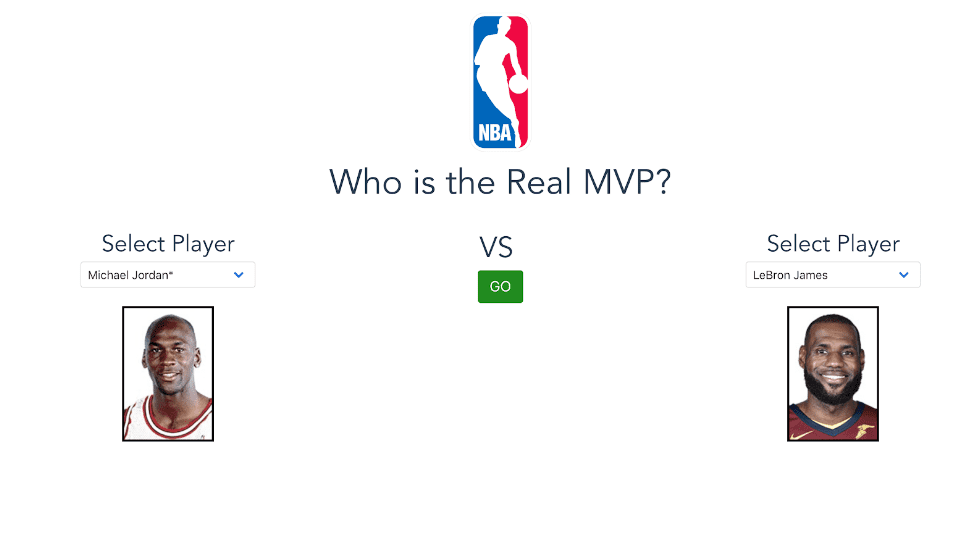 NBA
Who is the Real MVP?
Select Player
VS
Select Player
Michael Jordan*
GO
LeBron James